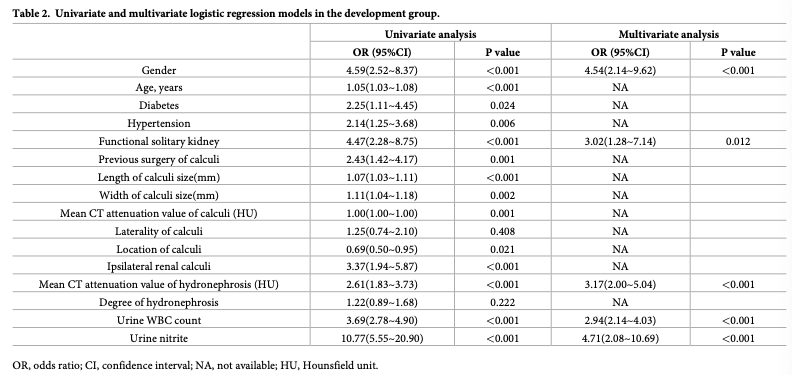 Table 2. Univariate and multivariate logistic regression models in the development group.
Univariate analysis Multivariate analysis
OR (95%CI) P value OR (95%CI) P value
Gender 4.59(2.52~8.37) <0.001 4.54(2.14~9.62) <0.001
Age, years 1.05(1.03~1.08) <0.001 NA
Diabetes 2.25(1.11~4.45) 0.024 NA
Hypertension 2.14(1.25~3.68) 0.006 NA
Functional solitary kidney 4.47(2.28~8.75) <0.001 3.02(1.28~7.14) 0.012
Previous surgery of calculi 2.43(1.42~4.17) 0.001 NA
Length of calculi size(mm) 1.07(1.03~1.11) <0.001 NA
Width of calculi size(mm) 1.11(1.04~1.18) 0.002 NA
Mean CT attenuation value of calculi (HU) 1.00(1.00~1.00) 0.001 NA
Laterality of calculi 1.25(0.74~2.10) 0.408 NA
Location of calculi 0.69(0.50~0.95) 0.021 NA
Ipsilateral renal calculi 3.37(1.94~5.87) <0.001 NA
Mean CT attenuation value of hydronephrosis (HU) 2.61(1.83~3.73) <0.001 3.17(2.00~5.04) <0.001
Degree of hydronephrosis 1.22(0.89~1.68) 0.222 NA
Urine WBC count 3.69(2.78~4.90) <0.001 2.94(2.14~4.03) <0.001
Urine nitrite 10.77(5.55~20.90) <0.001 4.71(2.08~10.69) <0.001
OR, odds ratio; CI, confidence interval; NA, not available; HU, Hounsfield unit.